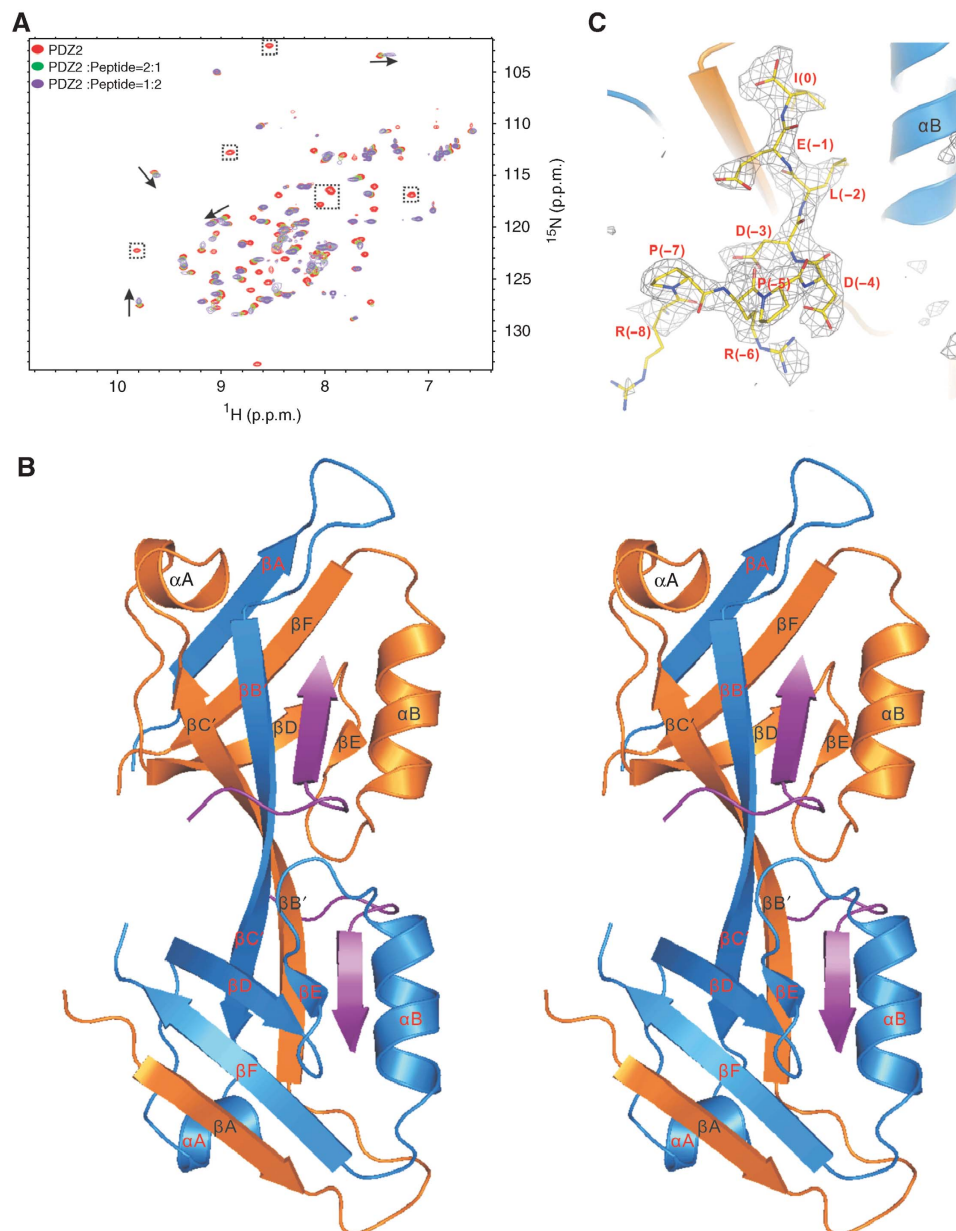 A
PDZ2
PDZ2 :Peptide=2:1
PDZ2 :Peptide=1:2
105
110
115
120
125
130
15N (p.p.m.)
10
9
8
7
1H (p.p.m.)
C
I(0)
αB
E(−1)
L(−2)
D(−3)
P(−7)
P(−5)
D(−4)
R(−8)
R(−6)
B
αA
βA
βF
βB
βC′
βD
βE
αB
βB′
βC
βD
βE
αB
βF
βA
αA
αA
βA
βF
βB
βC′
βD
βE
αB
βB′
βC
βD
βE
αB
βF
βA
αA